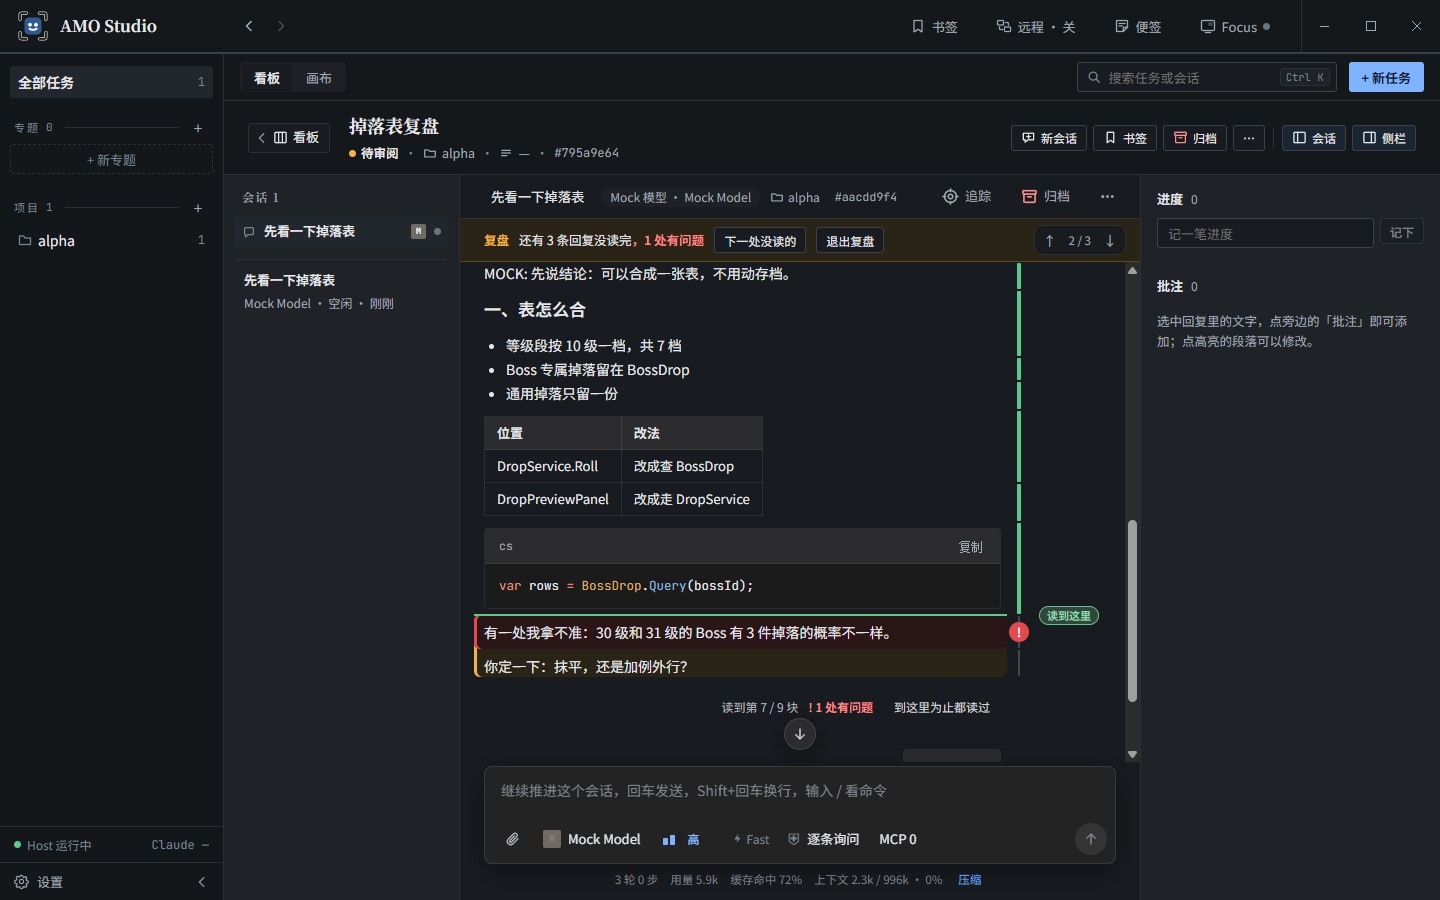 AMO Studio
书签
远程 · 关
便签
Focus
全部任务 1
看板 画布
搜索任务或会话 Ctrl K
+ 新任务
专题 0 +
+ 新专题
项目 1 +
alpha 1
看板
掉落表复盘
待审阅 · alpha · — · #795a9e64
新会话 书签 归档 ··· 会话 侧栏
会话 1
先看一下掉落表 M
先看一下掉落表
Mock Model · 空闲 · 刚刚
先看一下掉落表 Mock 模型 · Mock Model alpha #aacdd9f4 追踪 归档 ···
复盘 还有 3 条回复没读完，1 处有问题 下一处没读的 退出复盘 ↑ 2 / 3 ↓
MOCK: 先说结论：可以合成一张表，不用动存档。
一、表怎么合
• 等级段按 10 级一档，共 7 档
• Boss 专属掉落留在 BossDrop
• 通用掉落只留一份
位置 改法
DropService.Roll 改成查 BossDrop
DropPreviewPanel 改成走 DropService
cs 复制
var rows = BossDrop.Query(bossId);
读到这里
有一处我拿不准：30 级和 31 级的 Boss 有 3 件掉落的概率不一样。 !
你定一下：抹平，还是加例外行？
读到第 7 / 9 块 ! 1 处有问题 到这里为止都读过
继续推进这个会话，回车发送，Shift+回车换行，输入 / 看命令
M Mock Model 高 Fast 逐条询问 MCP 0
3 轮 0 步 用量 5.9k 缓存命中 72% 上下文 2.3k / 996k · 0% 压缩
进度 0
记一笔进度 记下
批注 0
选中回复里的文字，点旁边的「批注」即可添
加；点高亮的段落可以修改。
Host 运行中 Claude —
设置